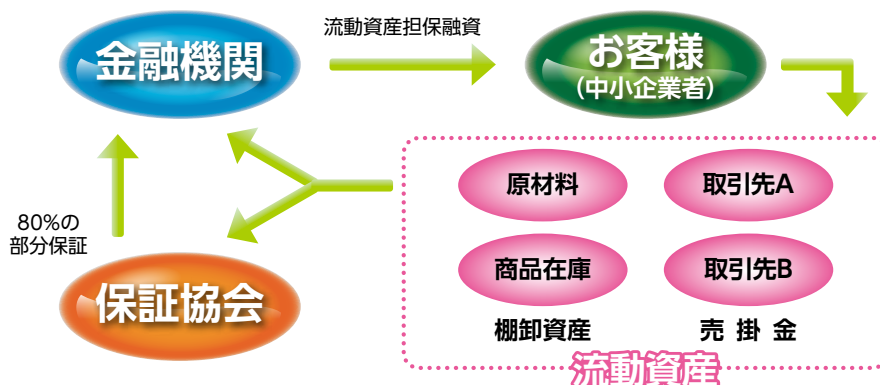 金融機関
流動資産担保融資
お客様
（中小企業者）
原材料
取引先A
80%の
部分保証
商品在庫
取引先B
保証協会
棚卸資産
売掛金
流動資産